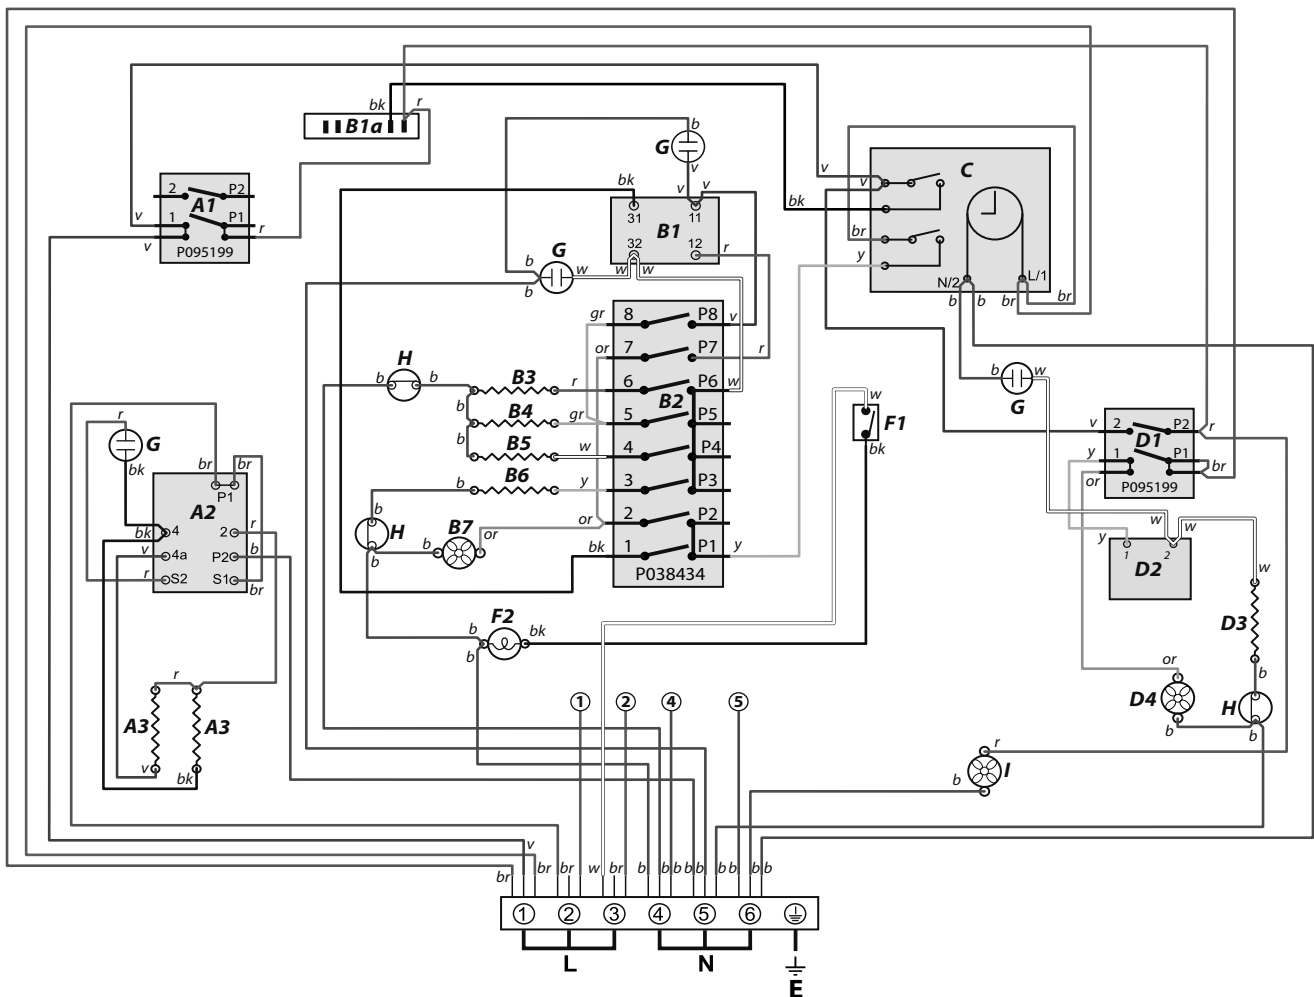 bk r
B1a
b
G
v
2 P2
A1
v 1 P1 r
v
P095199
bk v v
31 11
B1
32 12 r
b G w w w
b
v C
v
bk
br
y
N/2 L/1
b b br br
gr 8 P8 v
or 7 P7 r
H
b b B3 r 6 P6 w
b B4 gr 5 B2 P5
b B5 w 4 P4
b B6 y 3 P3
b
H B7 or or 2 P2
b b
bk 1 P1 y
P038434
w
F1
bk
b G w
v 2 P2 r
D1
y 1 P1 br
or
P095199
w w
y 1 2
D2
w
D3
b
or
D4 H
b b
r
G
bk
br br
P1
A2
bk 4 2 r
v 4a P2 b
r S2 S1 br
r
A3 A3
v bk
b F2 bk
b
1 2 4 5
r
b I
br v br br w br b b b b b b b b
1 2 3 4 5 6
L N E